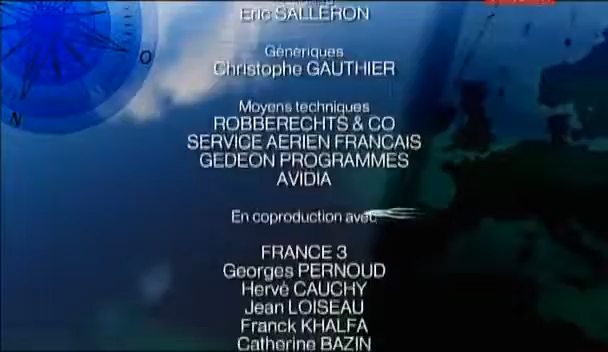 Eric SALLERON
Génériques
Christophe GAUTHIER
Moyens techniques
ROBBERECHTS & CO
SERVICE AERIEN FRANCAIS
GEDEON PROGRAMMES
AVIDIA
O
N
En coproduction avec
FRANCE 3
Georges PERNOUD
Hervé CAUCHY
Jean LOISEAU
Franck KHALFA
Catherine BAZIN